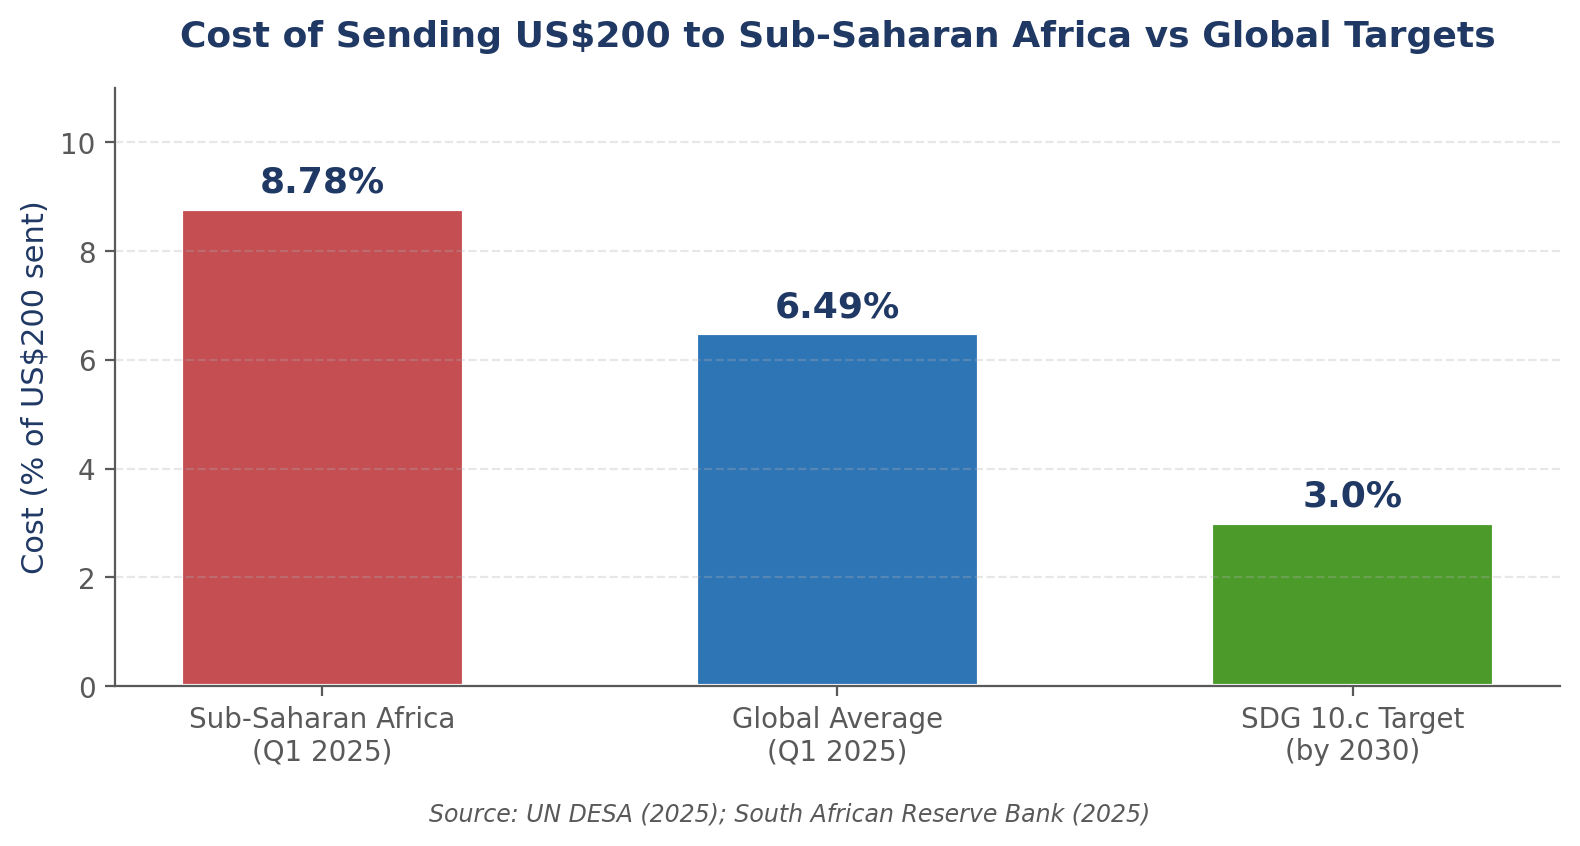 Cost of Sending US$200 to Sub-Saharan Africa vs Global Targets
Cost (% of US$200 sent)
10
8
6
4
2
0
8.78%
6.49%
3.0%
Sub-Saharan Africa
(Q1 2025)
Global Average
(Q1 2025)
SDG 10.c Target
(by 2030)
Source: UN DESA (2025); South African Reserve Bank (2025)